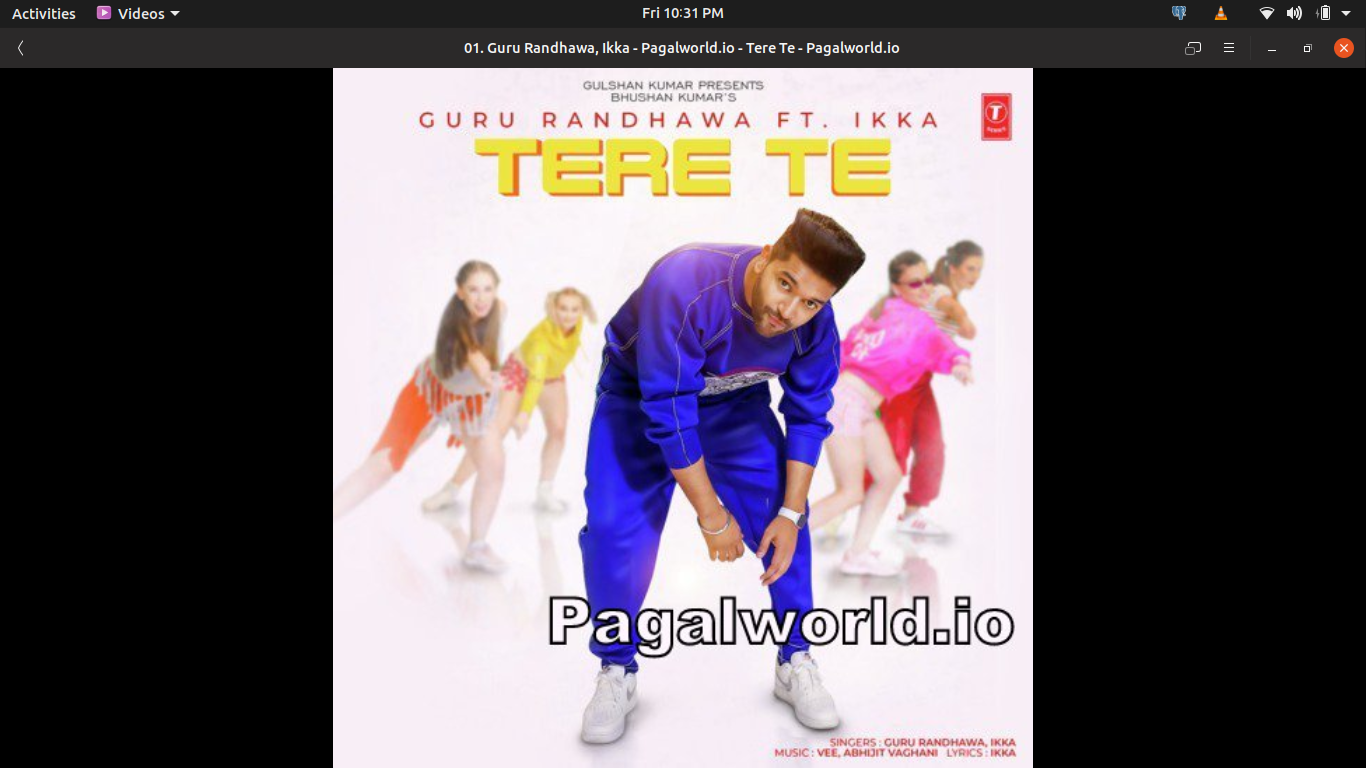 Activities Videos Fri 10:31 PM
01. Guru Randhawa, Ikka - Pagalworld.io - Tere Te - Pagalworld.io
GULSHAN KUMAR PRESENTS
BHUSHAN KUMAR'S
GURU RANDHAWA FT. IKKA
TERE TE
T
Pagalworld.io
SINGERS : GURU RANDHAWA, IKKA
MUSIC : VEE, ABHIJIT VAGHANI LYRICS : IKKA